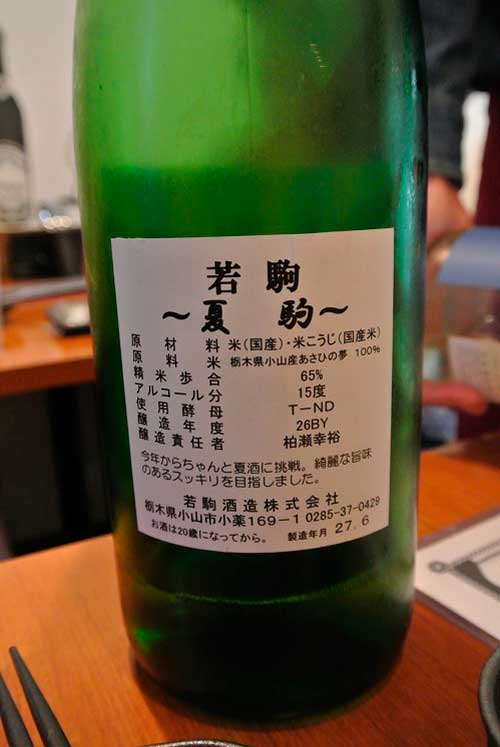 若駒
～夏駒～
原材料 米(国産)・米こうじ(国産米)
原料米 栃木県小山産あさひの夢 100%
精米歩合 65%
アルコール分 15度
使用酵母 T－ND
醸造年度 26BY
醸造責任者 柏瀬幸裕
今年からちゃんと夏酒に挑戦。綺麗な旨味
のあるスッキリを目指しました。
若駒酒造株式会社
栃木県小山市小薬169－1 0285-37-0429
お酒は20歳になってから。 製造年月 27.6